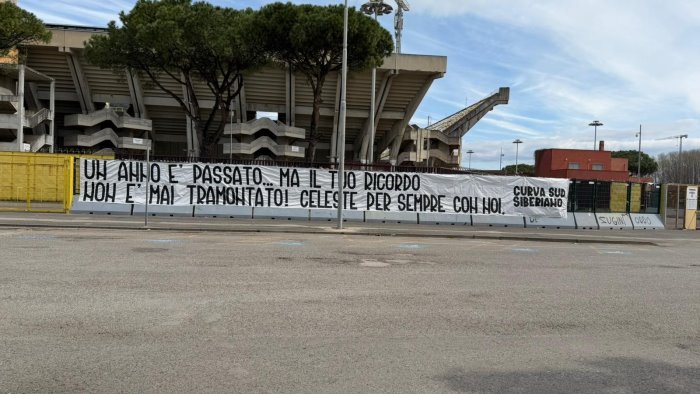 UN ANNO E' PASSATO... MA IL TUO RICORDO
NON E' MAI TRAMONTATO! CELESTE PER SEMPRE CON NOI.
CURVA SUD
SIBERIANO